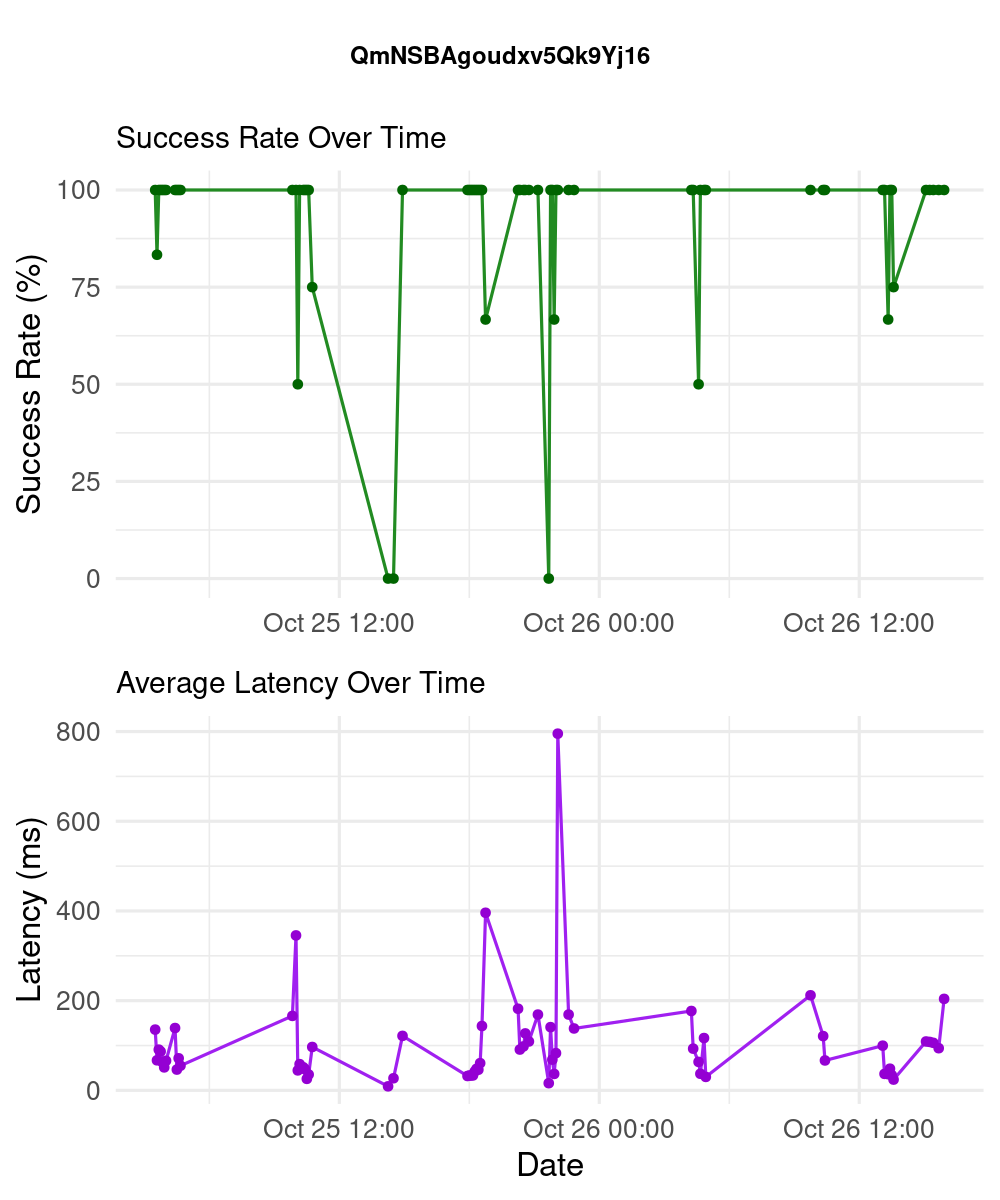 QmNSBAgoudxv5Qk9Yj16
Success Rate Over Time
Success Rate (%)
100
75
50
25
0
Oct 25 12:00 Oct 26 00:00 Oct 26 12:00
Average Latency Over Time
Latency (ms)
800
600
400
200
0
Oct 25 12:00 Oct 26 00:00 Oct 26 12:00
Date